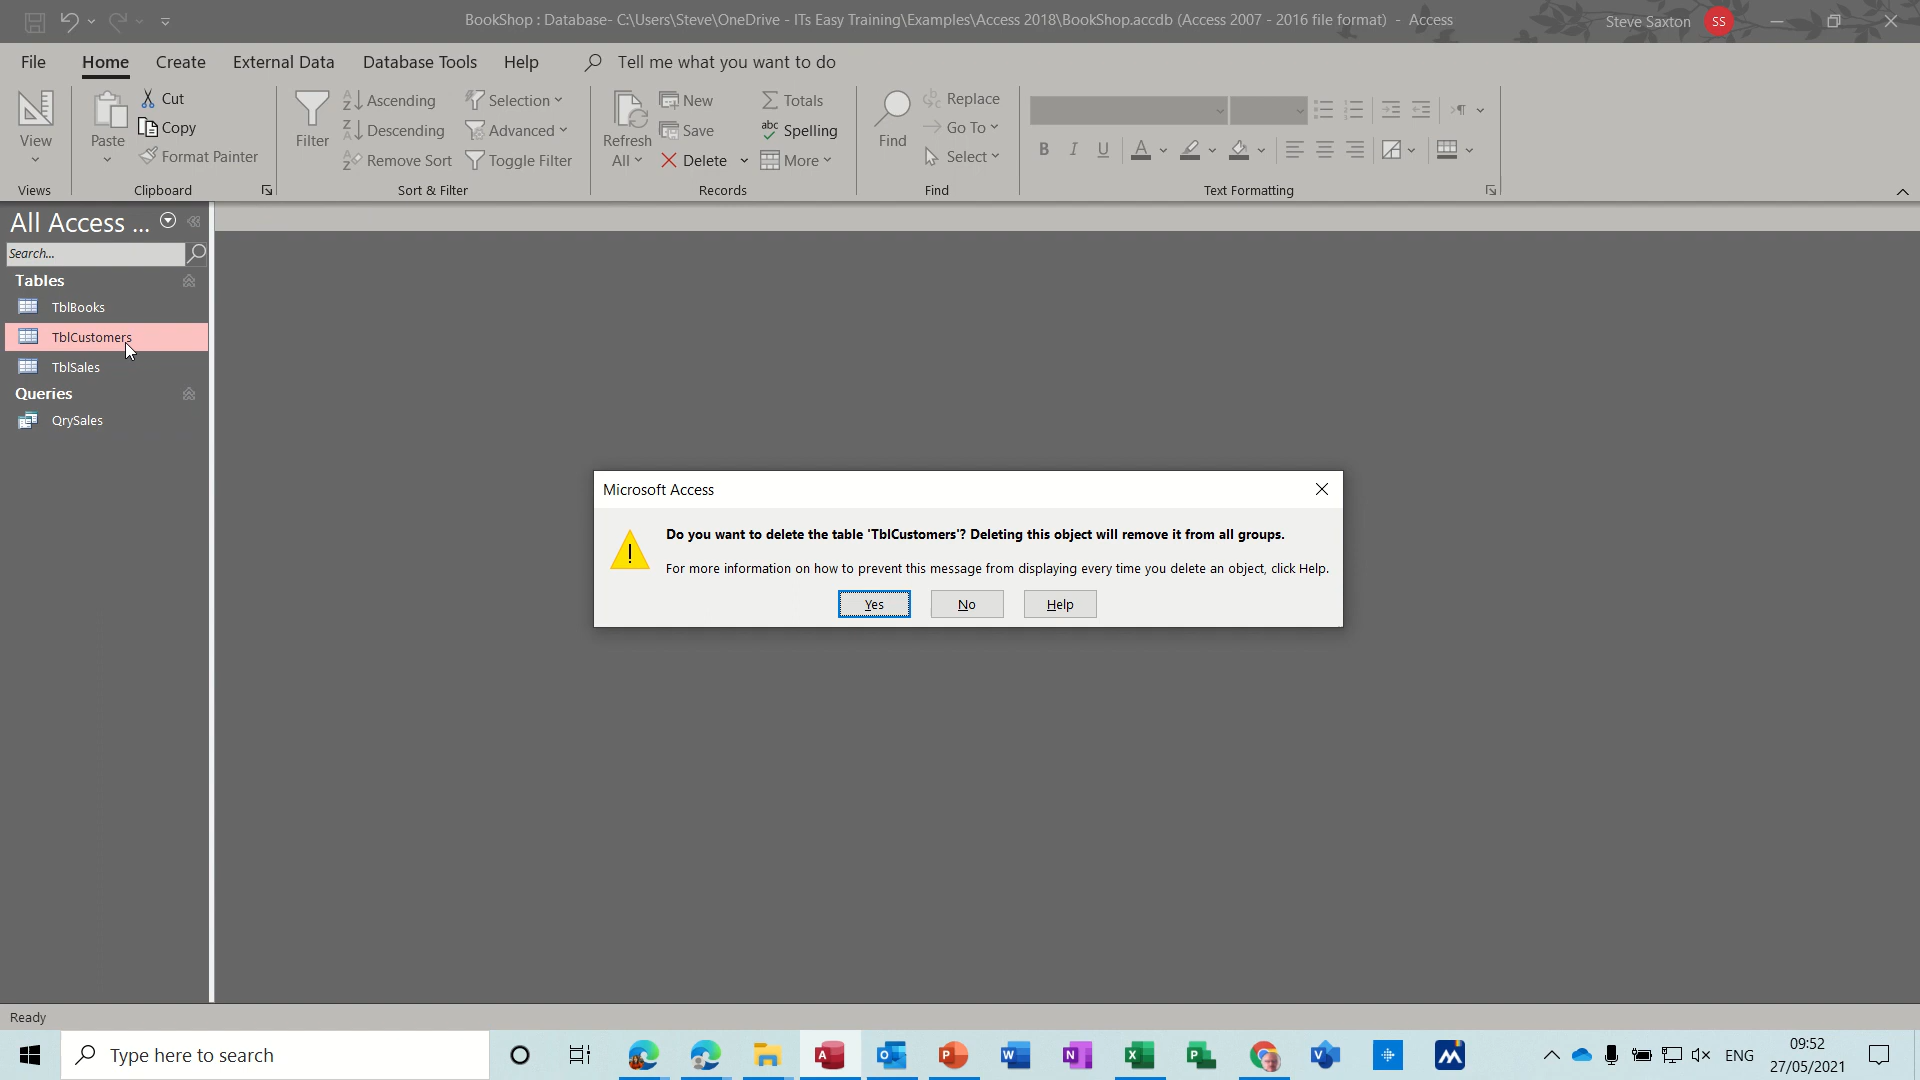 BookShop : Database- C:\Users\Steve\OneDrive - ITs Easy Training\Examples\Access 2018\BookShop.accdb (Access 2007 - 2016 file format) - Access
Steve Saxton
SS
File
Home
Create
External Data
Database Tools
Help
Tell me what you want to do
View
Views
Paste
Cut
Copy
Format Painter
Clipboard
Filter
Ascending
Descending
Remove Sort
Selection
Advanced
Toggle Filter
Sort & Filter
Refresh
All
New
Save
Delete
Totals
Spelling
More
Records
Find
Replace
Go To
Select
Find
B I U A
Text Formatting
All Access ...
Search...
Tables
TblBooks
TblCustomers
TblSales
Queries
QrySales
Microsoft Access
Do you want to delete the table 'TblCustomers'? Deleting this object will remove it from all groups.
For more information on how to prevent this message from displaying every time you delete an object, click Help.
Yes
No
Help
Ready
Type here to search
ENG
09:52
27/05/2021